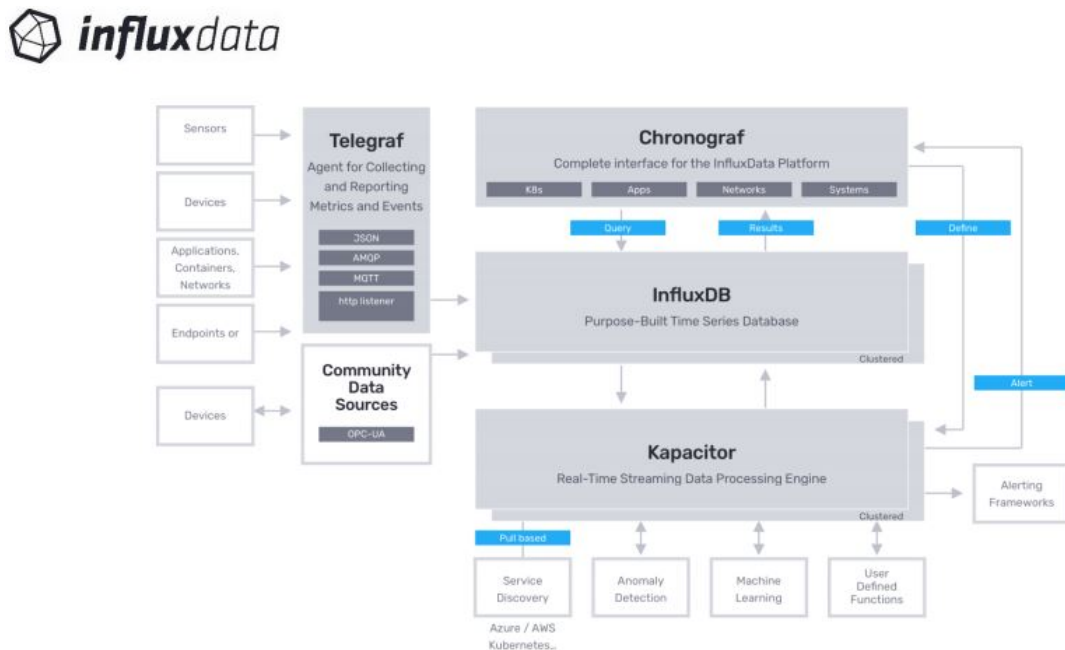 influxdata
Sensors
Devices
Applications,
Containers,
Networks
Endpoints or
Devices
Telegraf
Agent for Collecting
and Reporting
Metrics and Events
JSON
AMQP
MQTT
http listener
Community
Data
Sources
OPC-UA
Chronograf
Complete interface for the InfluxData Platform
K8s
Apps
Networks
Systems
Query
Results
Define
InfluxDB
Purpose-Built Time Series Database
Clustered
Alert
Kapacitor
Real-Time Streaming Data Processing Engine
Clustered
Alerting
Frameworks
Pull based
Service
Discovery
Azure / AWS
Kubernetes...
Anomaly
Detection
Machine
Learning
User
Defined
Functions